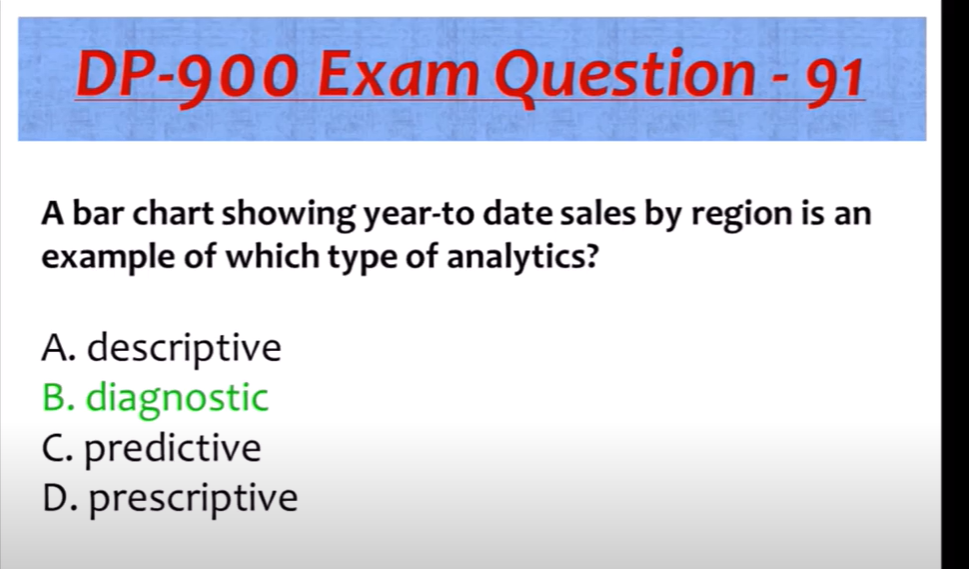 DP-900 Exam Question - 91
A bar chart showing year-to date sales by region is an
example of which type of analytics?
A. descriptive
B. diagnostic
C. predictive
D. prescriptive